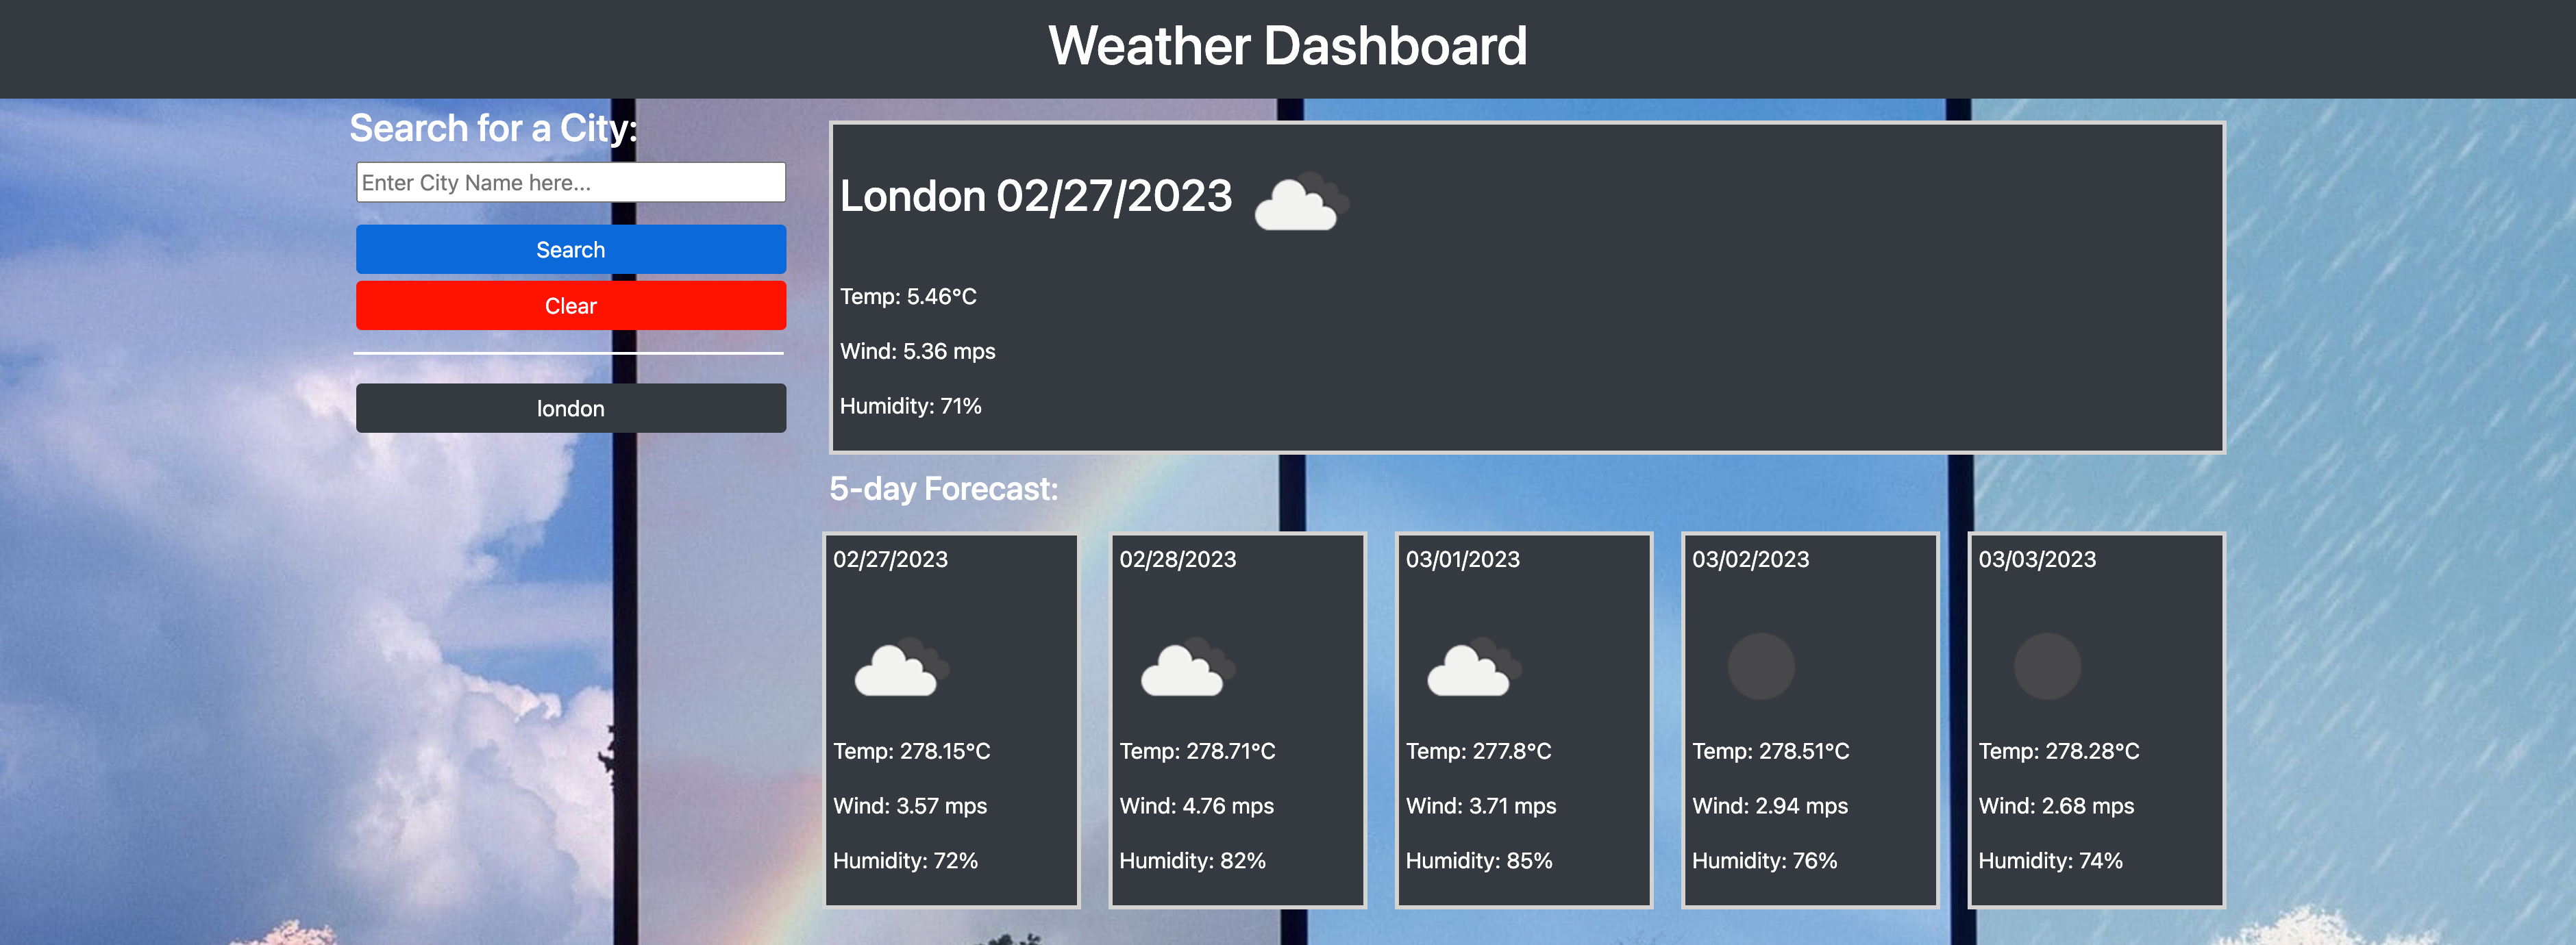 Weather Dashboard
Search for a City:
Enter City Name here...
Search
Clear
london
London 02/27/2023
Temp: 5.46°C
Wind: 5.36 mps
Humidity: 71%
5-day Forecast:
02/27/2023
Temp: 278.15°C
Wind: 3.57 mps
Humidity: 72%
02/28/2023
Temp: 278.71°C
Wind: 4.76 mps
Humidity: 82%
03/01/2023
Temp: 277.8°C
Wind: 3.71 mps
Humidity: 85%
03/02/2023
Temp: 278.51°C
Wind: 2.94 mps
Humidity: 76%
03/03/2023
Temp: 278.28°C
Wind: 2.68 mps
Humidity: 74%